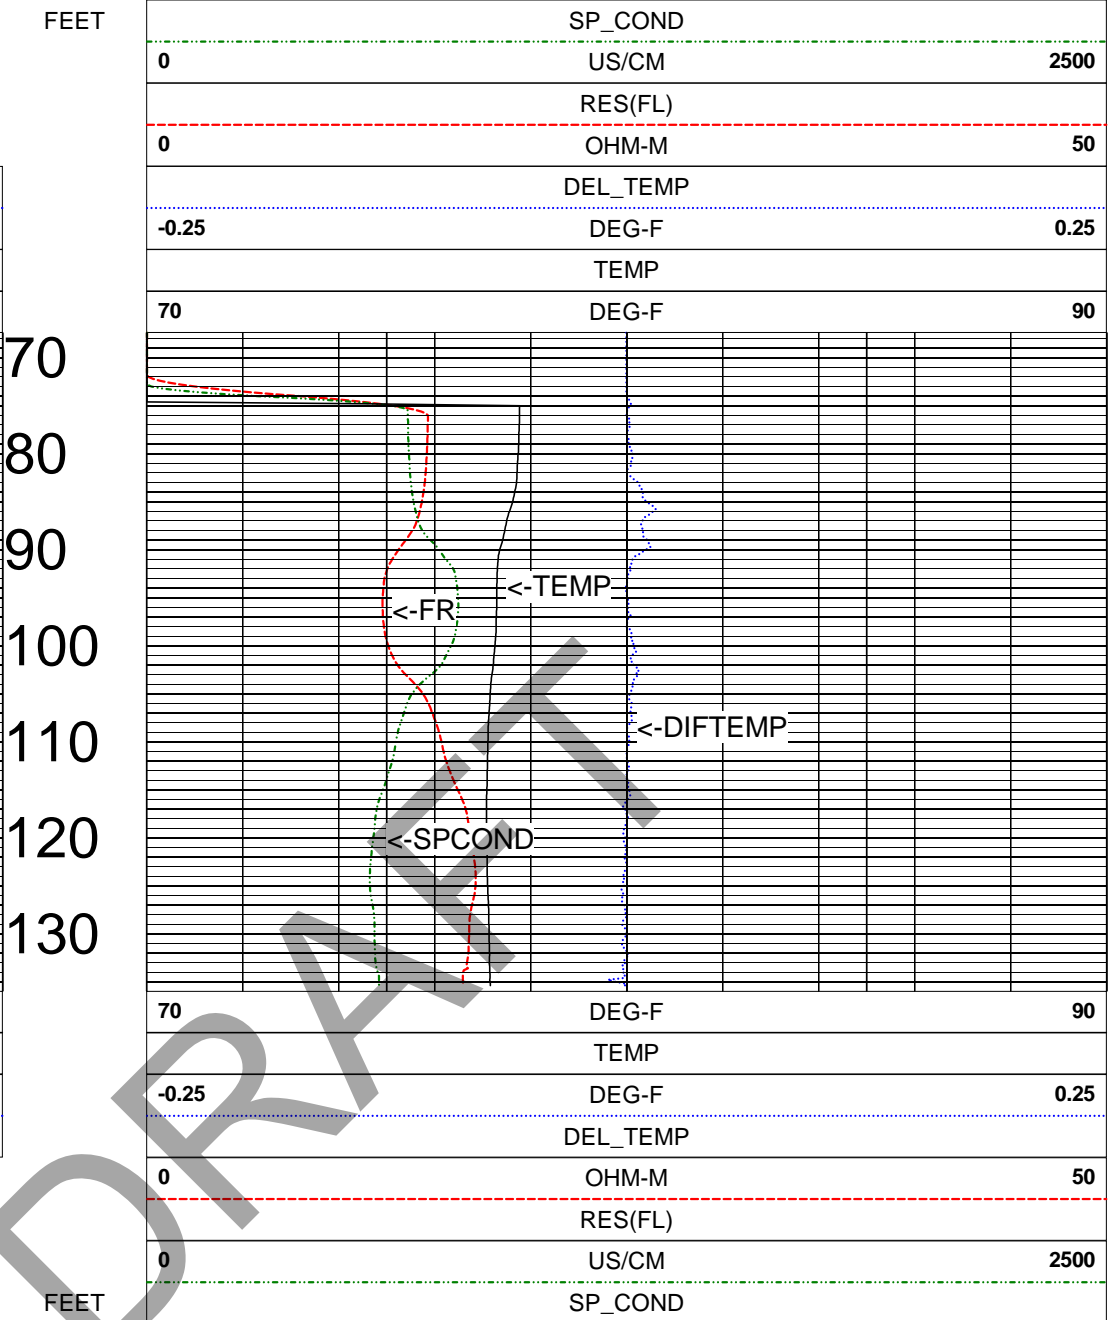 FEET SP_COND
0 US/CM 2500
RES(FL)
0 OHM-M 50
DEL_TEMP
-0.25 DEG-F 0.25
TEMP
70 DEG-F 90
70
80
90
<-TEMP
<-FR
100
<-DIFTEMP
110
120
<-SPCOND
130
DRAFT
70 DEG-F 90
TEMP
-0.25 DEG-F 0.25
DEL_TEMP
0 OHM-M 50
RES(FL)
0 US/CM 2500
FEET SP_COND